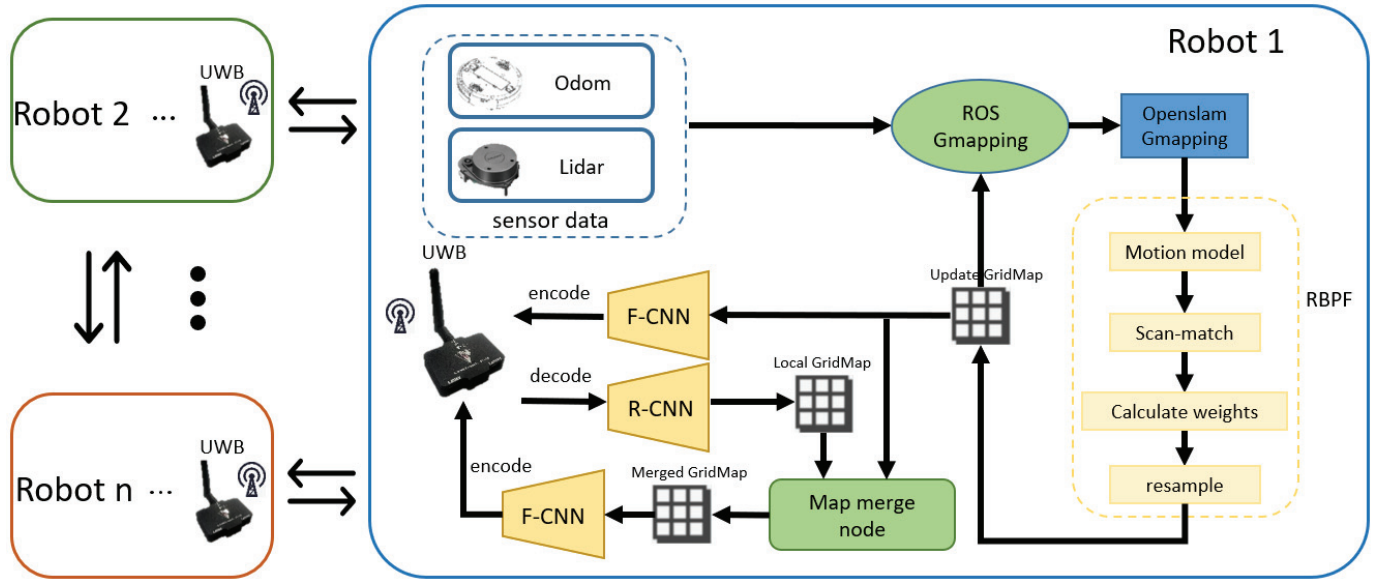 Robot 1
UWB
Robot 2 ...
Odom
Lidar
sensor data
ROS
Gmapping
Openslam
Gmapping
Motion model
Scan-match
Calculate weights
resample
RBPF
UWB
encode
F-CNN
Update GridMap
decode
R-CNN
Local GridMap
encode
F-CNN
Merged GridMap
Map merge
node
UWB
Robot n ...